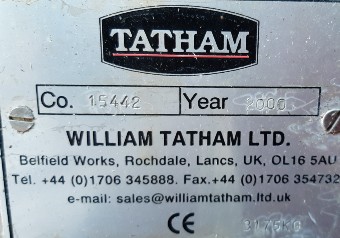 TATHAM
Co. 15442 Year 2000
WILLIAM TATHAM LTD.
Belfield Works, Rochdale, Lancs, UK, OL16 5AU
Tel. +44 (0)1706 345888. Fax.+44 (0)1706 354732
e-mail: sales@williamtatham.ltd.uk
CE 3175KG